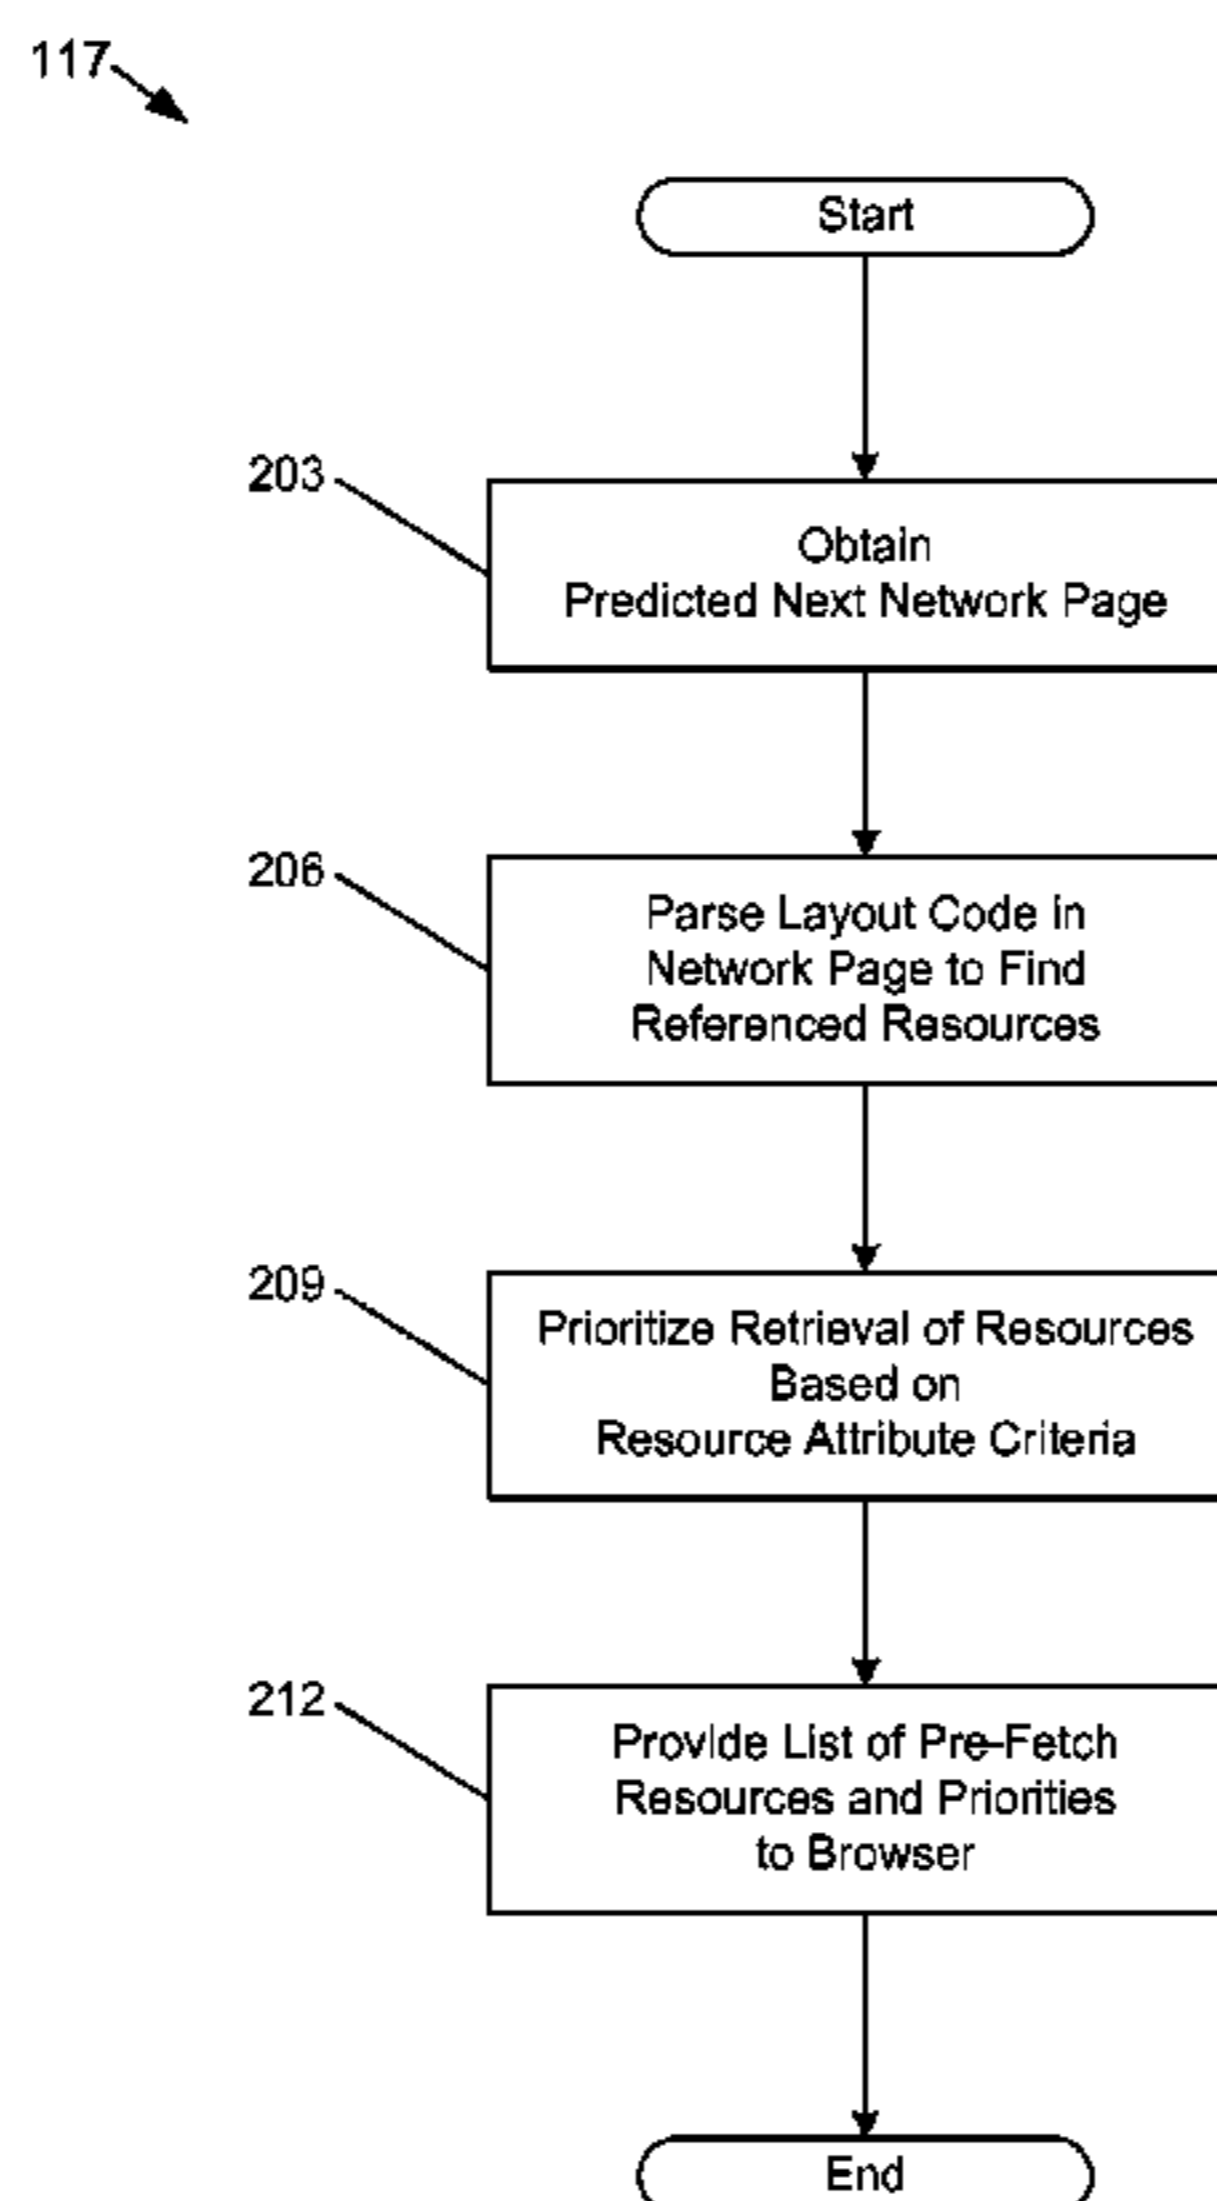 117
Start
203
Obtain
Predicted Next Network Page
206
Parse Layout Code in
Network Page to Find
Referenced Resources
209
Prioritize Retrieval of Resources
Based on
Resource Attribute Criteria
212
Provide List of Pre-Fetch
Resources and Priorities
to Browser
End